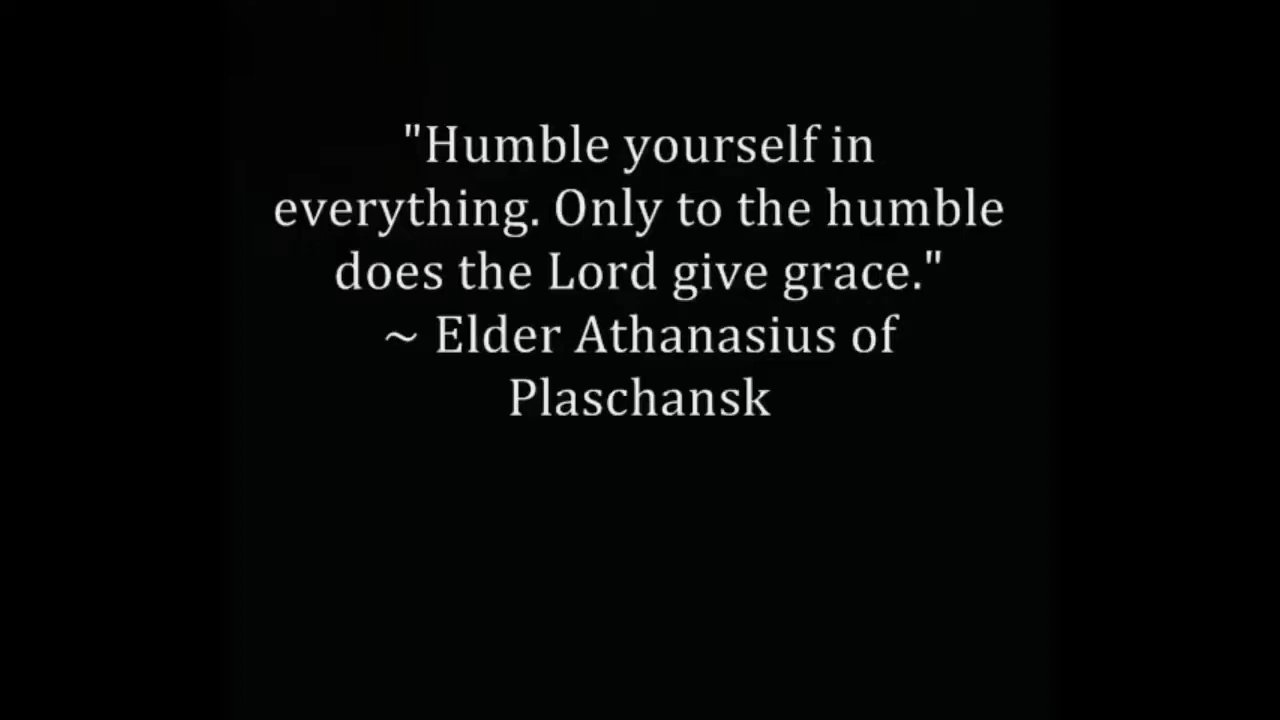 "Humble yourself in
everything. Only to the humble
does the Lord give grace."
~ Elder Athanasius of
Plaschansk